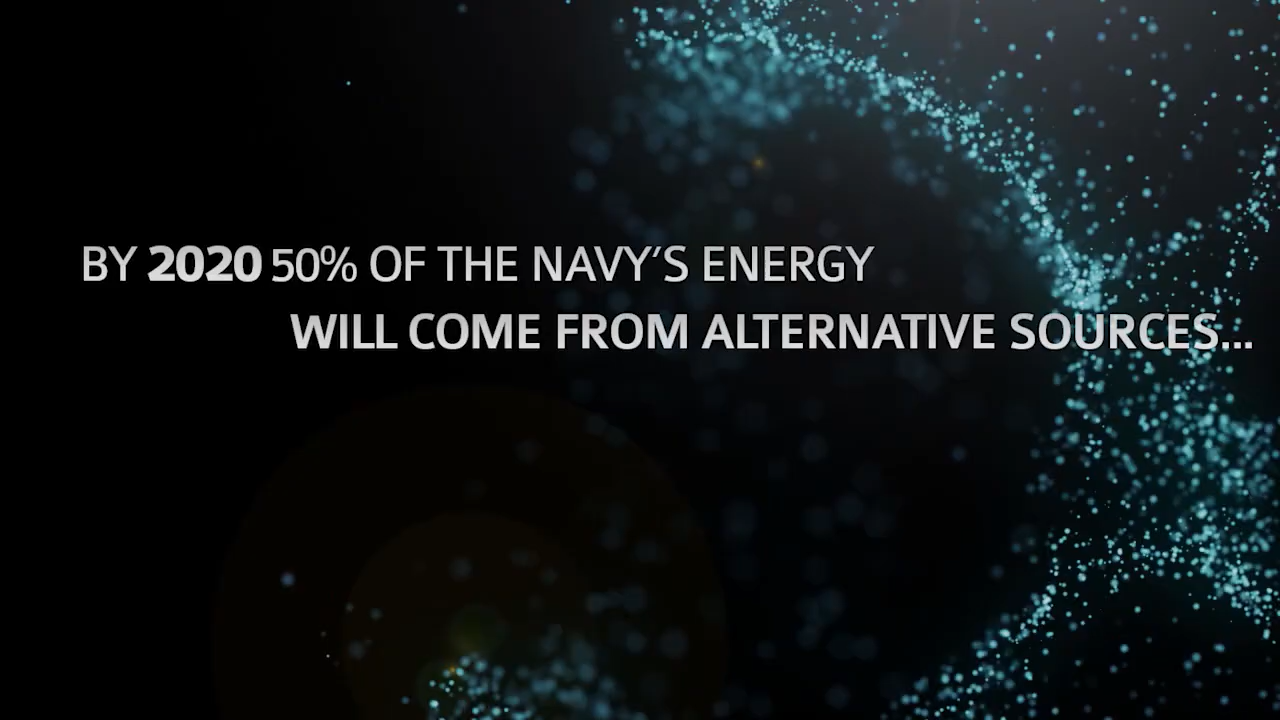 BY 2020 50% OF THE NAVY'S ENERGY
WILL COME FROM ALTERNATIVE SOURCES...